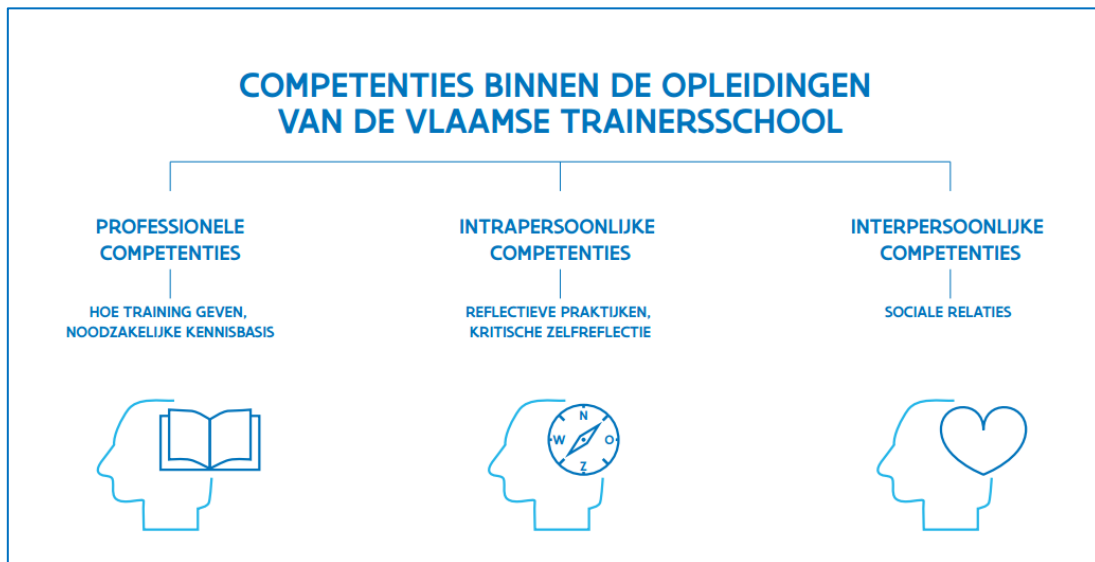 COMPETENTIES BINNEN DE OPLEIDINGEN
VAN DE VLAAMSE TRAINERSSCHOOL
PROFESSIONELE
COMPETENTIES
HOE TRAINING GEVEN,
NOODZAKELIJKE KENNISBASIS
INTRAPERSOONLIJKE
COMPETENTIES
REFLECTIEVE PRAKTIJKEN,
KRITISCHE ZELFREFLECTIE
N
W O
Z
INTERPERSOONLIJKE
COMPETENTIES
SOCIALE RELATIES